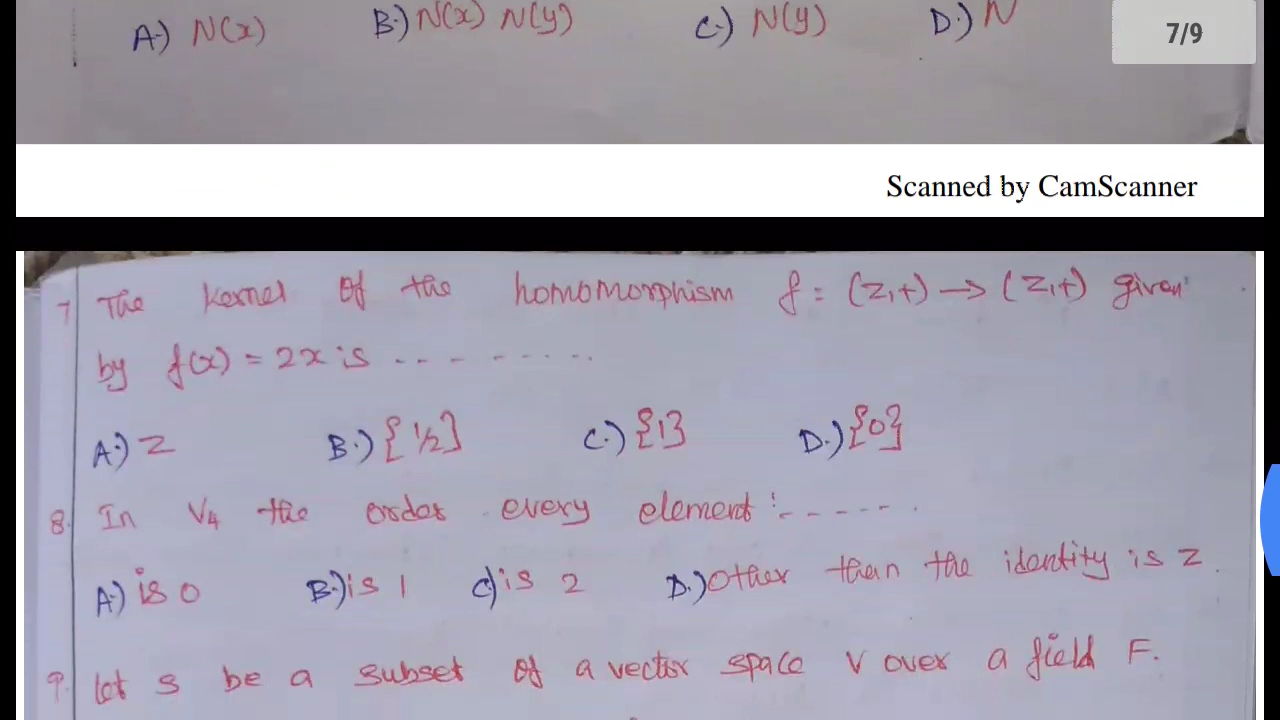 A.) N(x) B.) N(x) N(y) C.) N(y) D.) N
7/9
Scanned by CamScanner
7 The kernel of the homomorphism f = (Z,+) → (Z,+) given
by f(x) = 2x is - - - - - - - - -
A.) Z B.) {½} C.) {1} D.) {0}
8. In V4 the order every element : - - - - - -
A.) is 0 B.) is 1 C) is 2 D.) Other than the identity is 2.
9. Let S be a subset of a vector space V over a field F.